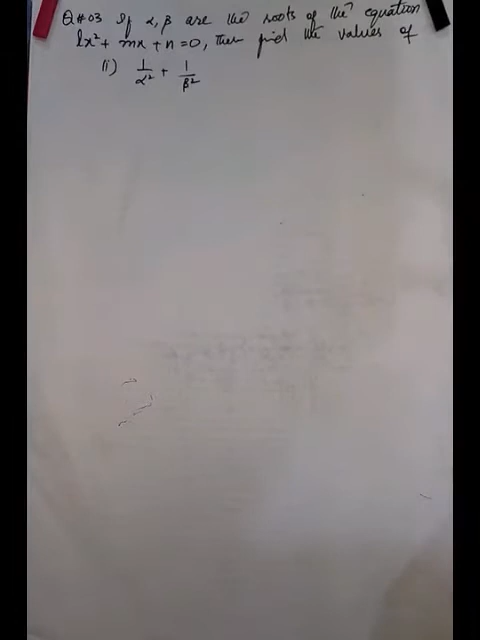 Q#03 If α, β are the roots of the equation
lx² + mx + n = 0, then find the values of
(i) 1/α² + 1/β²